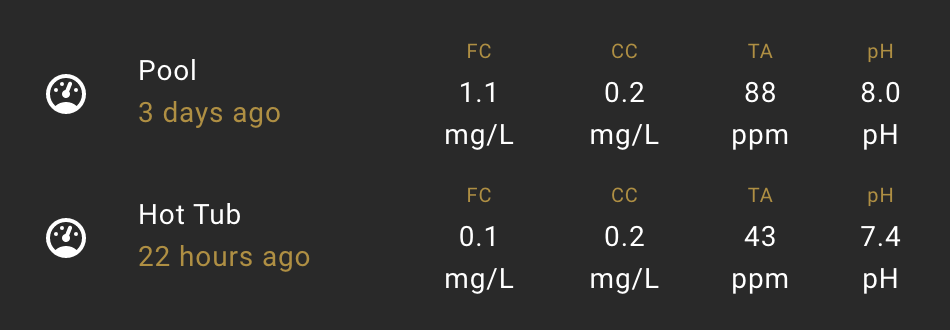 Pool
3 days ago
FC CC TA pH
1.1 0.2 88 8.0
mg/L mg/L ppm pH
Hot Tub
22 hours ago
FC CC TA pH
0.1 0.2 43 7.4
mg/L mg/L ppm pH